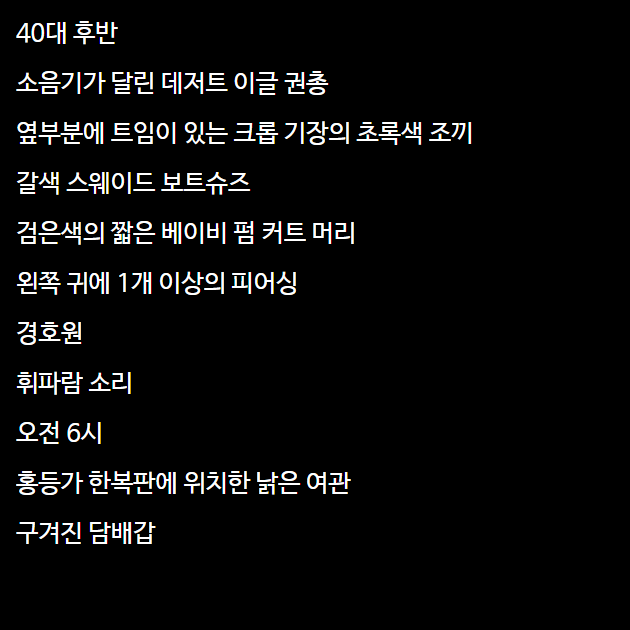 40대 후반
소음기가 달린 데저트 이글 권총
옆부분에 트임이 있는 크롭 기장의 초록색 조끼
갈색 스웨이드 보트슈즈
검은색의 짧은 베이비 펌 커트 머리
왼쪽 귀에 1개 이상의 피어싱
경호원
휘파람 소리
오전 6시
홍등가 한복판에 위치한 낡은 여관
구겨진 담배갑